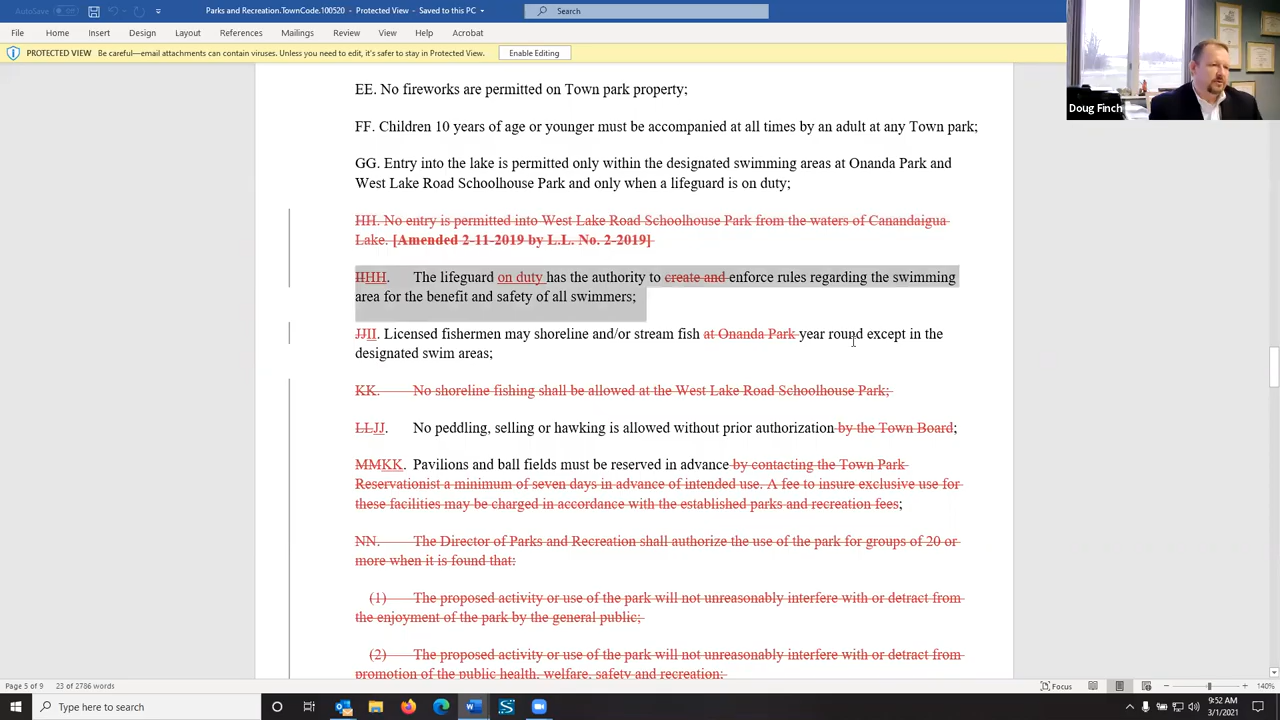 AutoSave
Off
Parks and Recreation.TownCode.100520 - Protected View - Saved to this PC
Search
File Home Insert Design Layout References Mailings Review View Help Acrobat
PROTECTED VIEW Be careful—email attachments can contain viruses. Unless you need to edit, it's safer to stay in Protected View. Enable Editing
Doug Finch
EE. No fireworks are permitted on Town park property;
FF. Children 10 years of age or younger must be accompanied at all times by an adult at any Town park;
GG. Entry into the lake is permitted only within the designated swimming areas at Onanda Park and
West Lake Road Schoolhouse Park and only when a lifeguard is on duty;
HH. No entry is permitted into West Lake Road Schoolhouse Park from the waters of Canandaigua
Lake. [Amended 2-11-2019 by L.L. No. 2-2019]
IIHH. The lifeguard on duty has the authority to create and enforce rules regarding the swimming
area for the benefit and safety of all swimmers;
JJII. Licensed fishermen may shoreline and/or stream fish at Onanda Park year round except in the
designated swim areas;
KK. No shoreline fishing shall be allowed at the West Lake Road Schoolhouse Park;
LLJJ. No peddling, selling or hawking is allowed without prior authorization by the Town Board;
MMKK. Pavilions and ball fields must be reserved in advance by contacting the Town Park
Reservationist a minimum of seven days in advance of intended use. A fee to insure exclusive use for
these facilities may be charged in accordance with the established parks and recreation fees;
NN. The Director of Parks and Recreation shall authorize the use of the park for groups of 20 or
more when it is found that:
(1) The proposed activity or use of the park will not unreasonably interfere with or detract from
the enjoyment of the park by the general public;
(2) The proposed activity or use of the park will not unreasonably interfere with or detract from
promotion of the public health, welfare, safety and recreation;
Page 5 of 9 23 of 2786 words
Focus
140%
Type here to search
9:52 AM
3/1/2021